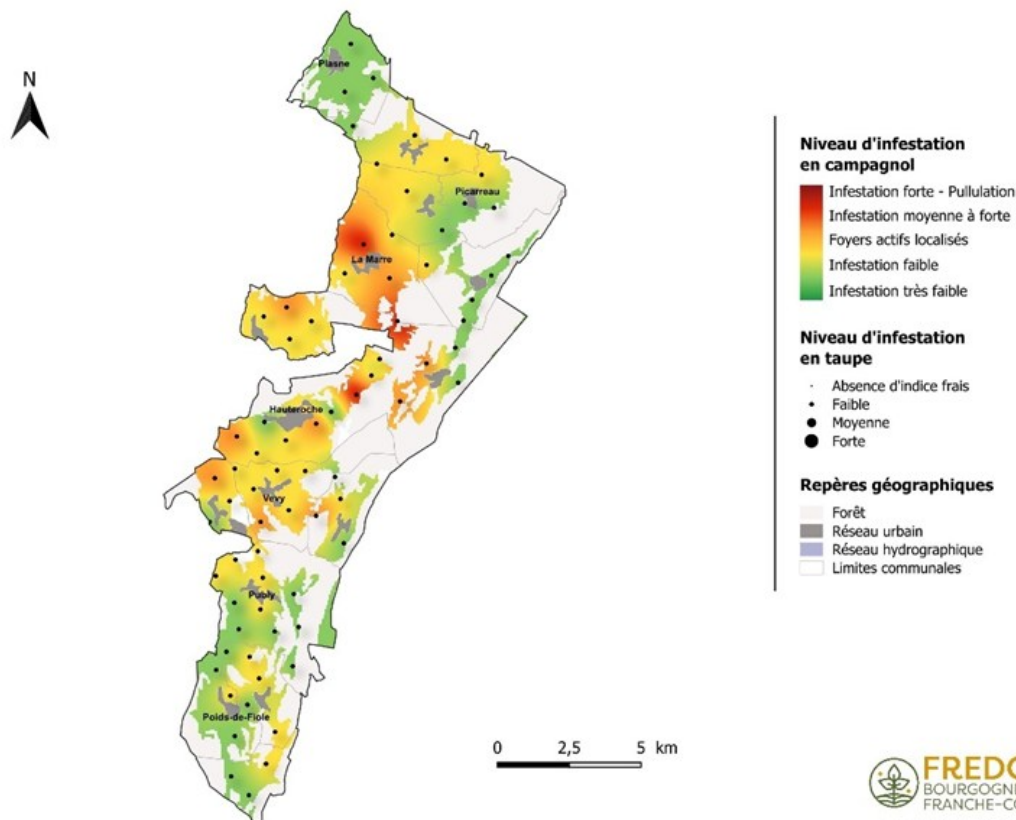 N
Plasne
Picarreau
La Marre
Hauteroche
Vevy
Publy
Poids-de-Fiole
0 2,5 5 km
Niveau d'infestation
en campagnol
Infestation forte - Pullulation
Infestation moyenne à forte
Foyers actifs localisés
Infestation faible
Infestation très faible
Niveau d'infestation
en taupe
Absence d'indice frais
Faible
Moyenne
Forte
Repères géographiques
Forêt
Réseau urbain
Réseau hydrographique
Limites communales
FREDO
BOURGOGNE
FRANCHE-CO